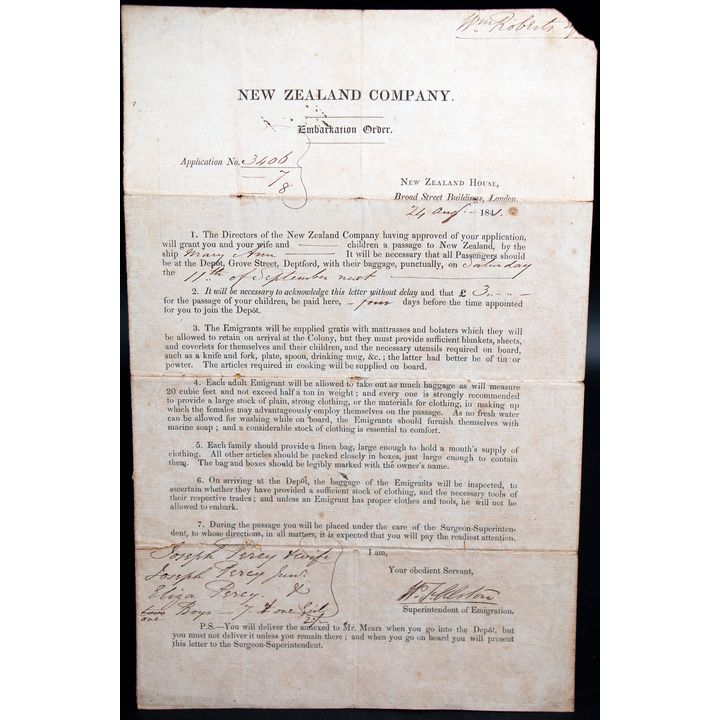 Wm Roberts
NEW ZEALAND COMPANY.
Embarkation Order.
Application No. 3406
7
8
NEW ZEALAND HOUSE,
Broad Street Buildings, London.
24 Augt 1841.
1. The Directors of the New Zealand Company having approved of your application,
will grant you and your wife and — children a passage to New Zealand, by the
ship Mary Ann It will be necessary that all Passengers should
be at the Depôt, Grove Street, Deptford, with their baggage, punctually, on Saturday
the 11th of September next
2. It will be necessary to acknowledge this letter without delay and that £ 3.,-,,-
for the passage of your children, be paid here, - four days before the time appointed
for you to join the Depôt.
3. The Emigrants will be supplied gratis with mattrasses and bolsters which they will
be allowed to retain on arrival at the Colony, but they must provide sufficient blankets, sheets,
and coverlets for themselves and their children, and the necessary utensils required on board,
such as a knife and fork, plate, spoon, drinking mug, &c.; the latter had better be of tin or
pewter. The articles required in cooking will be supplied on board.
4. Each adult Emigrant will be allowed to take out as much baggage as will measure
20 cubic feet and not exceed half a ton in weight; and every one is strongly recommended
to provide a large stock of plain, strong clothing, or the materials for clothing, in making up
which the females may advantageously employ themselves on the passage. As no fresh water
can be allowed for washing while on board, the Emigrants should furnish themselves with
marine soap; and a considerable stock of clothing is essential to comfort.
5. Each family should provide a linen bag, large enough to hold a month's supply of
clothing. All other articles should be packed closely in boxes, just large enough to contain
them. The bag and boxes should be legibly marked with the owner's name.
6. On arriving at the Depôt, the baggage of the Emigrants will be inspected, to
ascertain whether they have provided a sufficient stock of clothing, and the necessary tools of
their respective trades; and unless an Emigrant has proper clothes and tools, he will not be
allowed to embark.
7. During the passage you will be placed under the care of the Surgeon-Superinten-
dent, to whose directions, in all matters, it is expected that you will pay the readiest attention.
I am,
Your obedient Servant,
Superintendent of Emigration.
Joseph Percy & wife
Joseph Percy Junr.
Eliza Percy. &
two Boys - 7 & one Girl
one
P.S.—You will deliver the annexed to Mr. Mears when you go into the Depôt, but
you must not deliver it unless you remain there; and when you go on board you will present
this letter to the Surgeon-Superintendent.